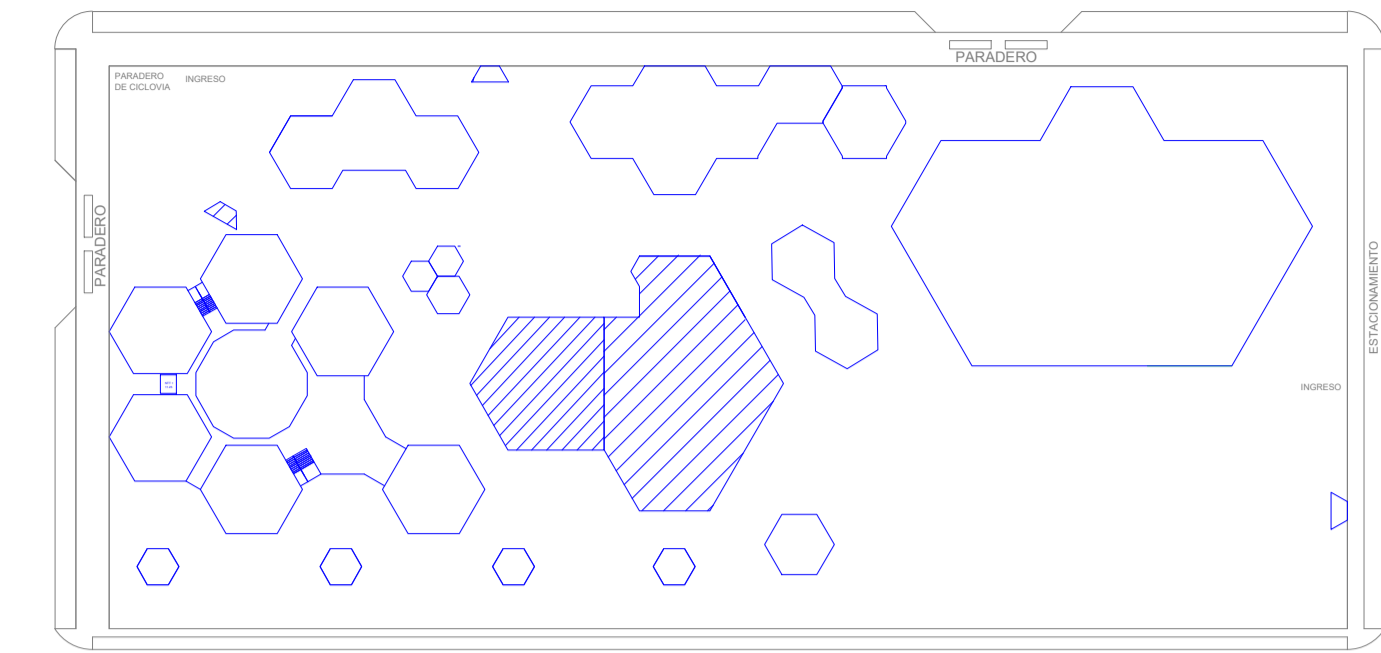 PARADERO
PARADERO
DE CICLOVIA
INGRESO
PARADERO
ESTACIONAMIENTO
INGRESO